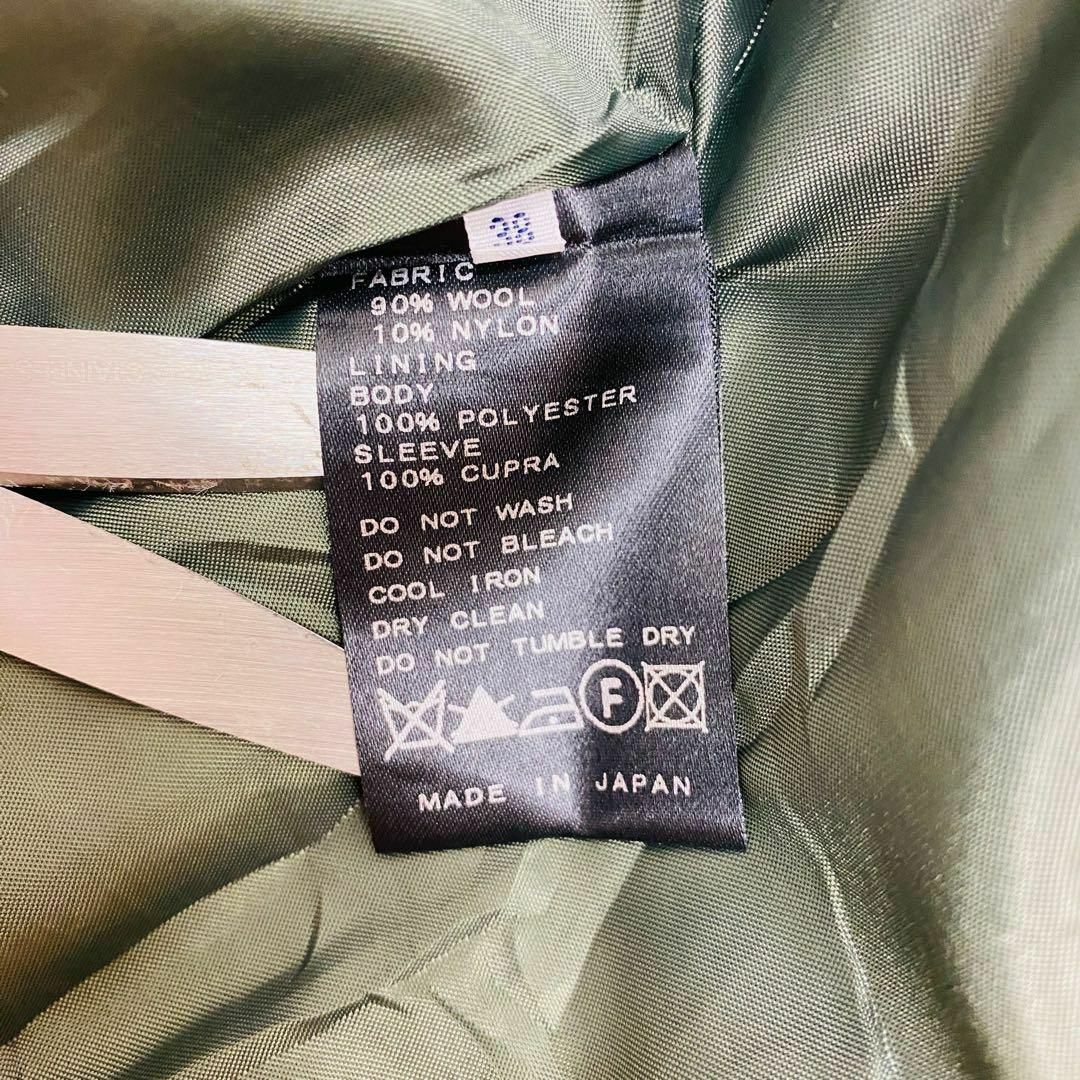 38
FABRIC
90% WOOL
10% NYLON
LINING
BODY
100% POLYESTER
SLEEVE
100% CUPRA
DO NOT WASH
DO NOT BLEACH
COOL IRON
DRY CLEAN
DO NOT TUMBLE DRY
F
MADE IN JAPAN